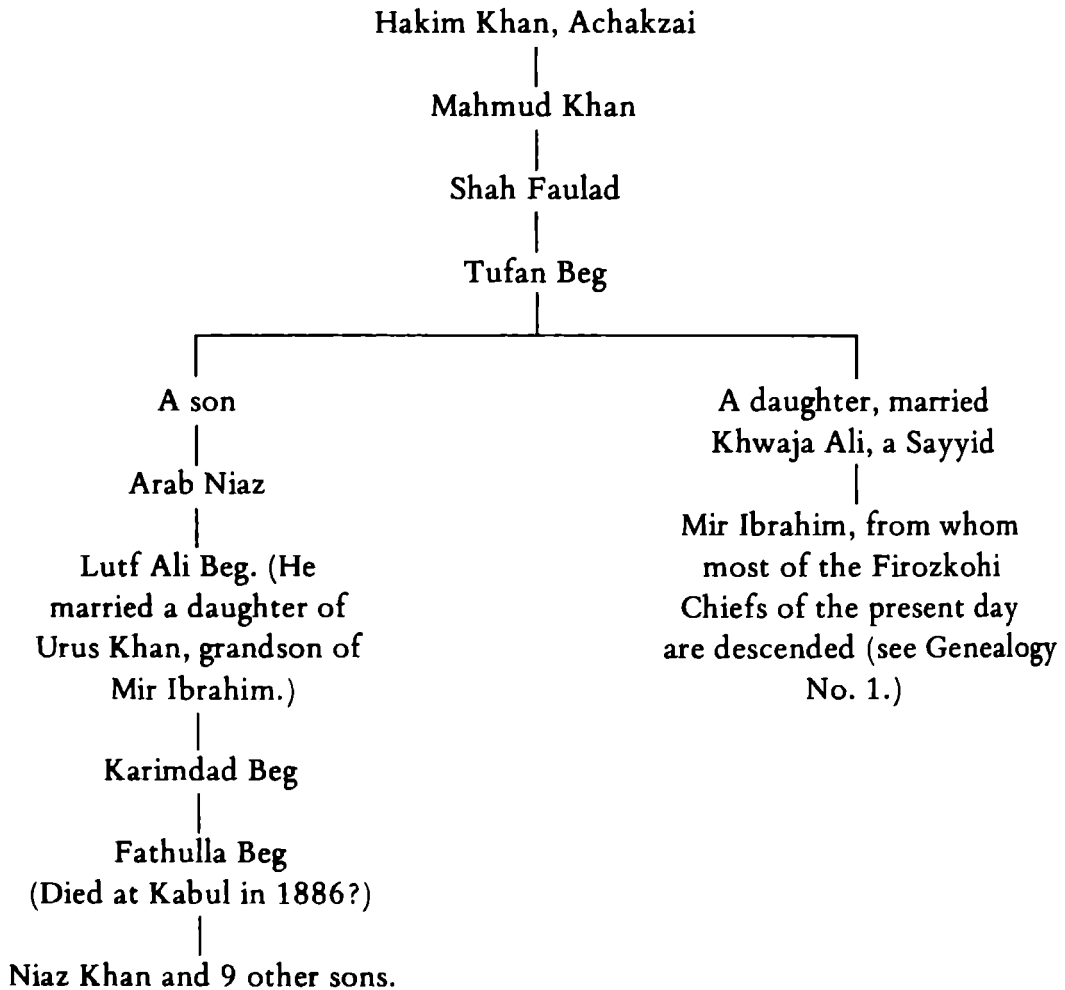 Hakim Khan, Achakzai
Mahmud Khan
Shah Faulad
Tufan Beg
A son
Arab Niaz
Lutf Ali Beg. (He
married a daughter of
Urus Khan, grandson of
Mir Ibrahim.)
Karimdad Beg
Fathulla Beg
(Died at Kabul in 1886?)
Niaz Khan and 9 other sons.
A daughter, married
Khwaja Ali, a Sayyid
Mir Ibrahim, from whom
most of the Firozkohi
Chiefs of the present day
are descended (see Genealogy
No. 1.)